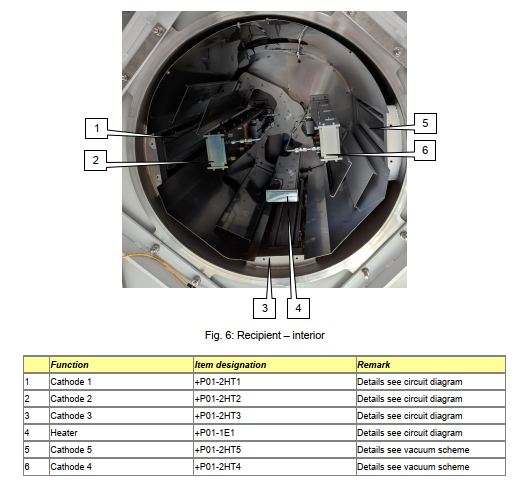 1
2
5
6
3
4
Fig. 6: Recipient – interior
Function Item designation Remark
1 Cathode 1 +P01-2HT1 Details see circuit diagram
2 Cathode 2 +P01-2HT2 Details see circuit diagram
3 Cathode 3 +P01-2HT3 Details see circuit diagram
4 Heater +P01-1E1 Details see circuit diagram
5 Cathode 5 +P01-2HT5 Details see vacuum scheme
6 Cathode 4 +P01-2HT4 Details see vacuum scheme